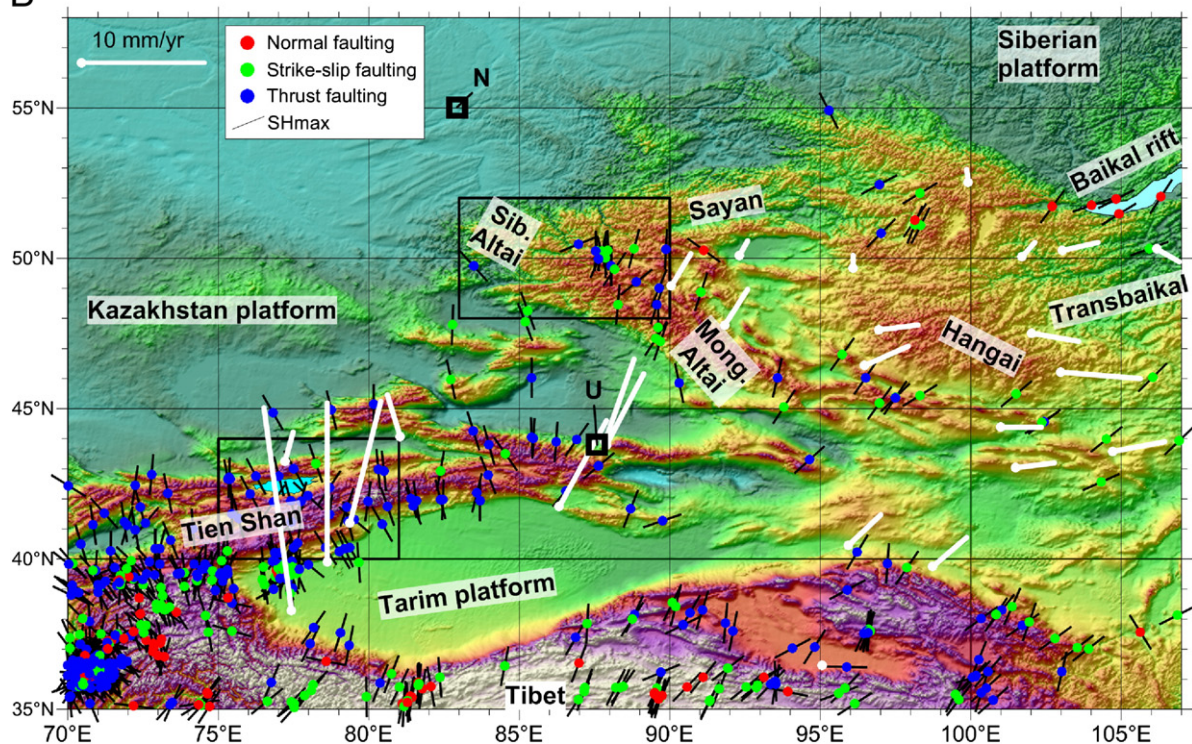 B
10 mm/yr
Normal faulting
Strike-slip faulting
Thrust faulting
SHmax
N
Siberian
platform
55°N
Baikal rift
Sayan
Sib.
Altai
50°N
Kazakhstan platform
Transbaikal
Mong.
Altai
Hangai
U
45°N
Tien Shan
40°N
Tarim platform
Tibet
35°N
70°E 75°E 80°E 85°E 90°E 95°E 100°E 105°E